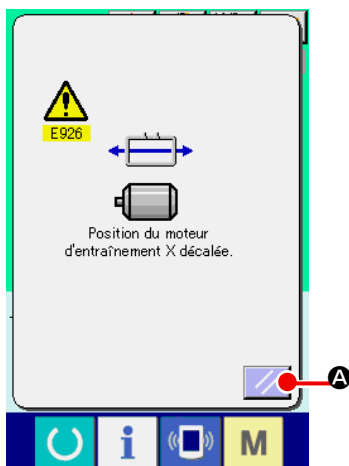 E926
Position du moteur
d'entraînement X décalée.
A
i
M